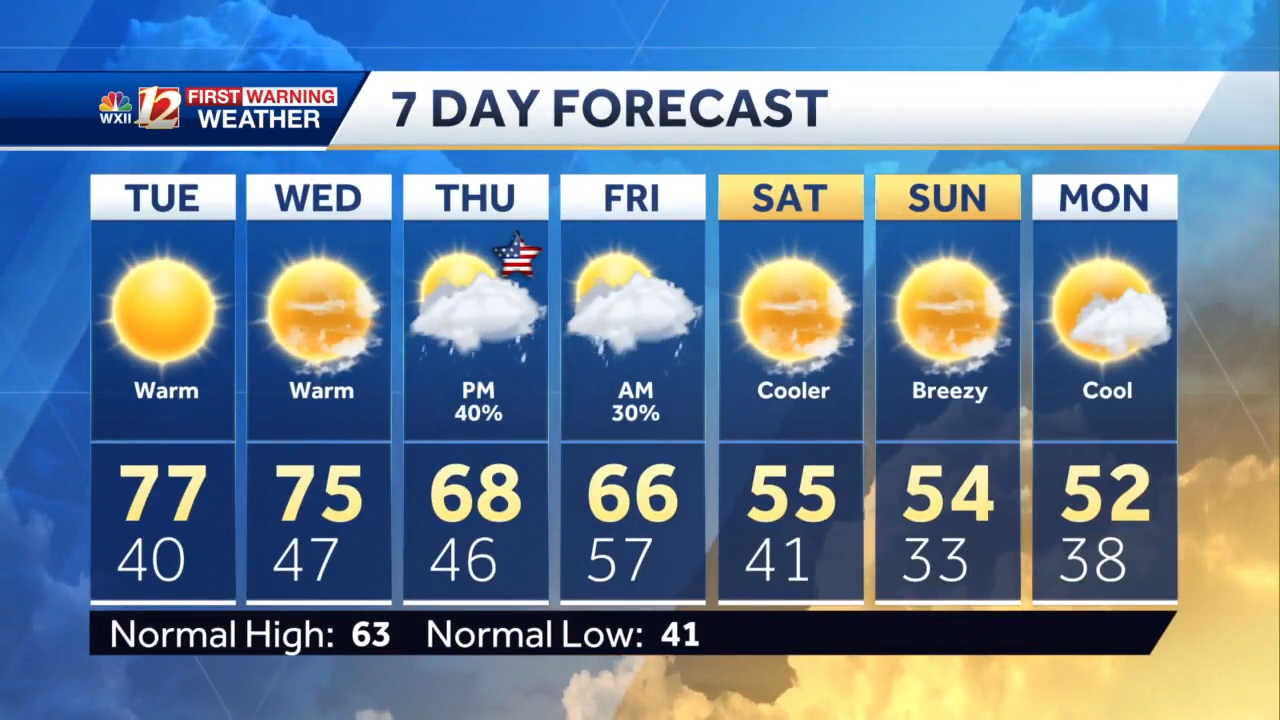 WXII 12 FIRST WARNING
WEATHER
7 DAY FORECAST
TUE WED THU FRI SAT SUN MON
Warm Warm PM AM Cooler Breezy Cool
40% 30%
77 75 68 66 55 54 52
40 47 46 57 41 33 38
Normal High: 63 Normal Low: 41